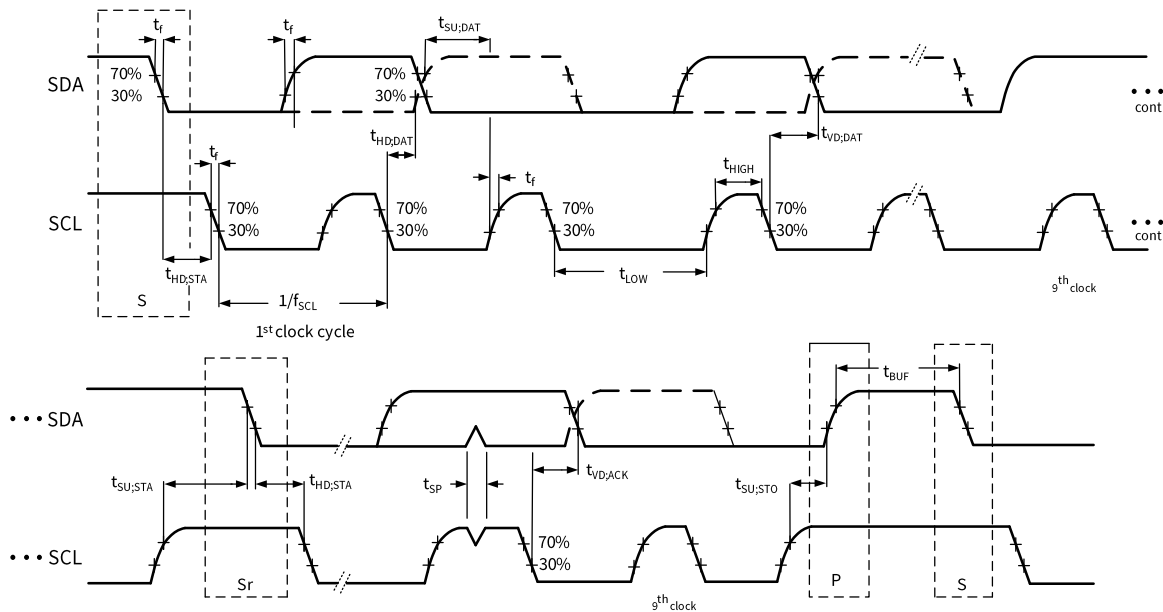 tf
tf
tSU;DAT
SDA
70%
30%
70%
30%
cont
tHD;DAT
tVD;DAT
tf
tf
tHIGH
SCL
70%
30%
70%
30%
70%
30%
70%
30%
cont
tHD;STA
tLOW
S
1/fSCL
9th clock
1st clock cycle
tBUF
••• SDA
tSU;STA
tHD;STA
tSP
tVD;ACK
tSU;STO
••• SCL
70%
30%
Sr
P
S
9th clock